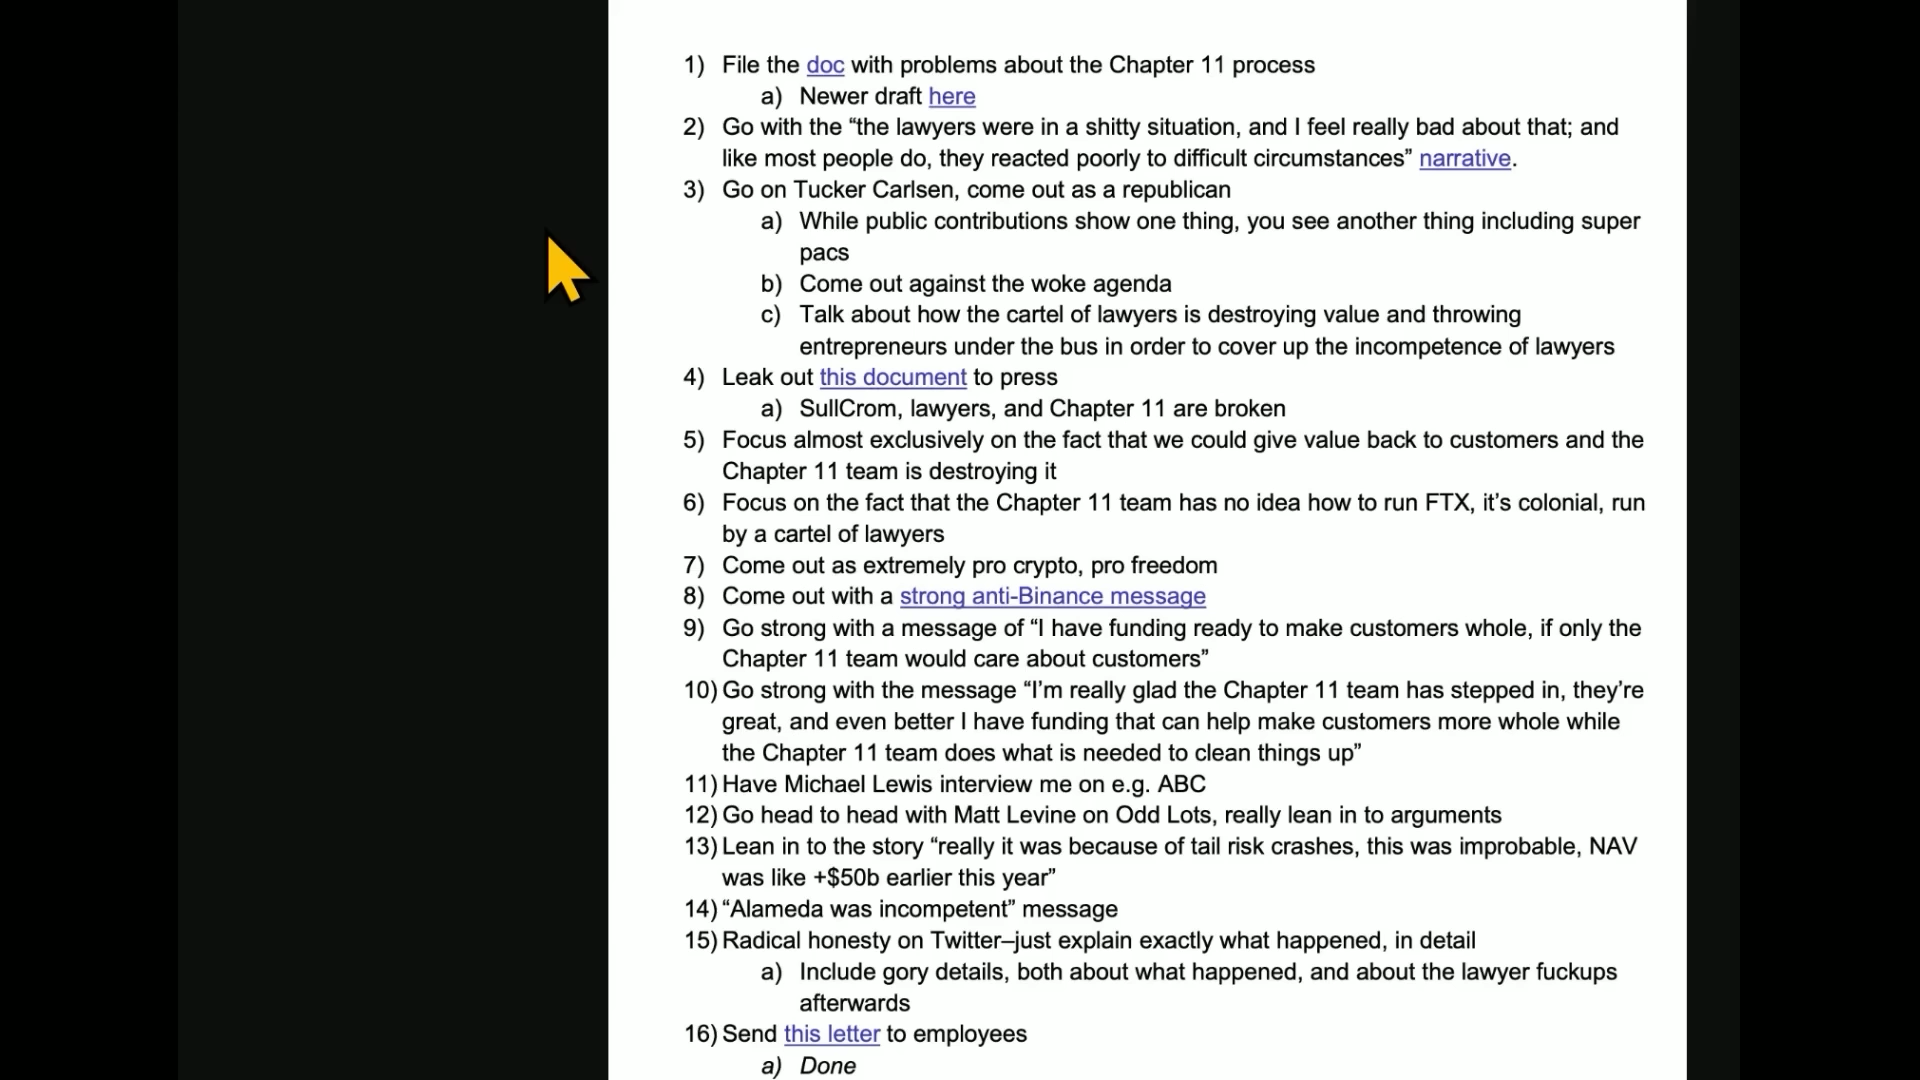 1) File the doc with problems about the Chapter 11 process
a) Newer draft here
2) Go with the “the lawyers were in a shitty situation, and I feel really bad about that; and
like most people do, they reacted poorly to difficult circumstances” narrative.
3) Go on Tucker Carlsen, come out as a republican
a) While public contributions show one thing, you see another thing including super
pacs
b) Come out against the woke agenda
c) Talk about how the cartel of lawyers is destroying value and throwing
entrepreneurs under the bus in order to cover up the incompetence of lawyers
4) Leak out this document to press
a) SullCrom, lawyers, and Chapter 11 are broken
5) Focus almost exclusively on the fact that we could give value back to customers and the
Chapter 11 team is destroying it
6) Focus on the fact that the Chapter 11 team has no idea how to run FTX, it’s colonial, run
by a cartel of lawyers
7) Come out as extremely pro crypto, pro freedom
8) Come out with a strong anti-Binance message
9) Go strong with a message of “I have funding ready to make customers whole, if only the
Chapter 11 team would care about customers”
10) Go strong with the message “I’m really glad the Chapter 11 team has stepped in, they’re
great, and even better I have funding that can help make customers more whole while
the Chapter 11 team does what is needed to clean things up”
11) Have Michael Lewis interview me on e.g. ABC
12) Go head to head with Matt Levine on Odd Lots, really lean in to arguments
13) Lean in to the story “really it was because of tail risk crashes, this was improbable, NAV
was like +$50b earlier this year”
14) “Alameda was incompetent” message
15) Radical honesty on Twitter–just explain exactly what happened, in detail
a) Include gory details, both about what happened, and about the lawyer fuckups
afterwards
16) Send this letter to employees
a) Done